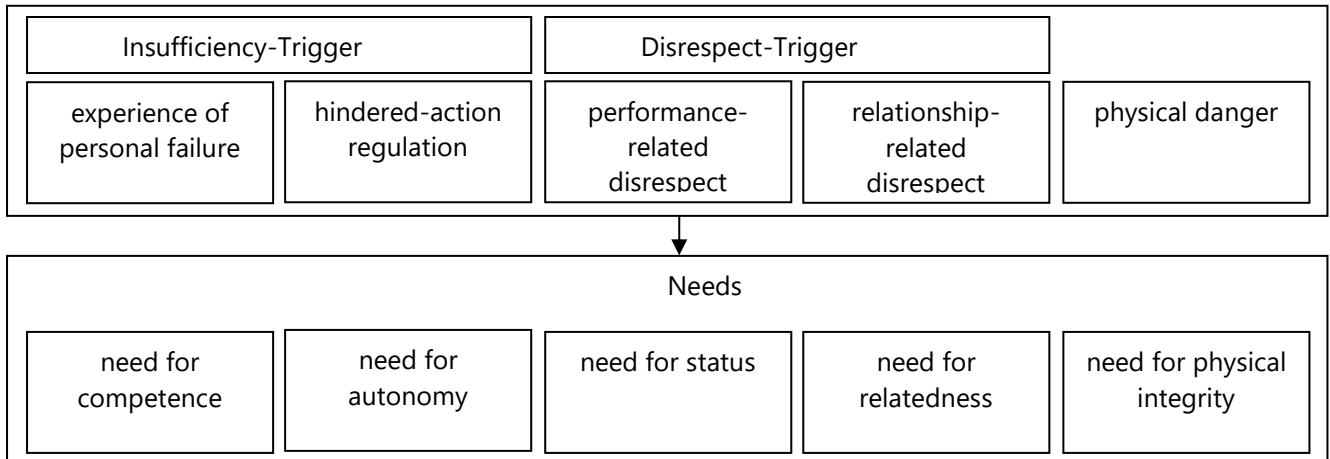 Insufficiency-Trigger
Disrespect-Trigger
experience of
personal failure
hindered-action
regulation
performance-
related
disrespect
relationship-
related
disrespect
physical danger
Needs
need for
competence
need for
autonomy
need for status
need for
relatedness
need for physical
integrity